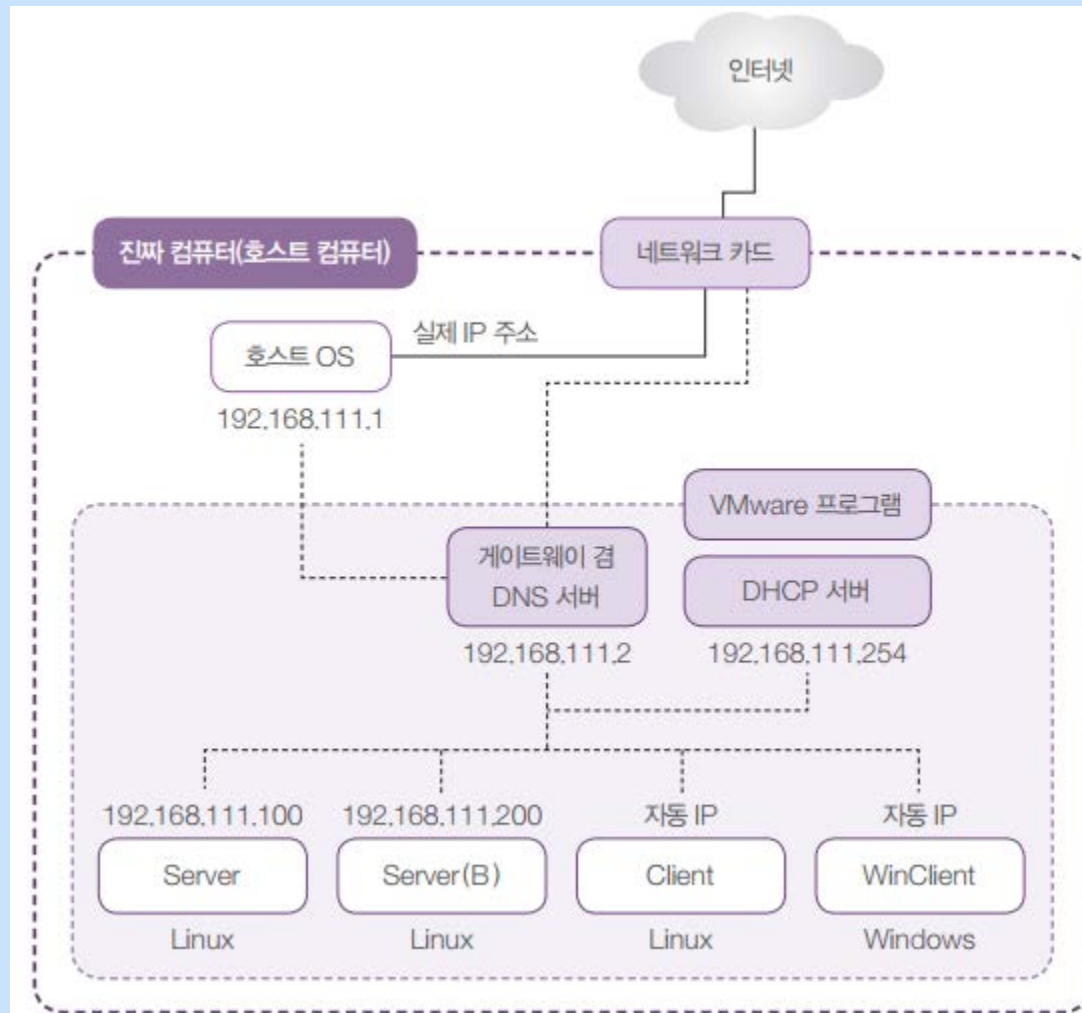 인터넷
진짜 컴퓨터(호스트 컴퓨터)
네트워크 카드
호스트 OS
실제 IP 주소
192.168.111.1
VMware 프로그램
게이트웨이 겸
DNS 서버
DHCP 서버
192.168.111.2
192.168.111.254
192.168.111.100
192.168.111.200
자동 IP
자동 IP
Server
Server(B)
Client
WinClient
Linux
Linux
Linux
Windows